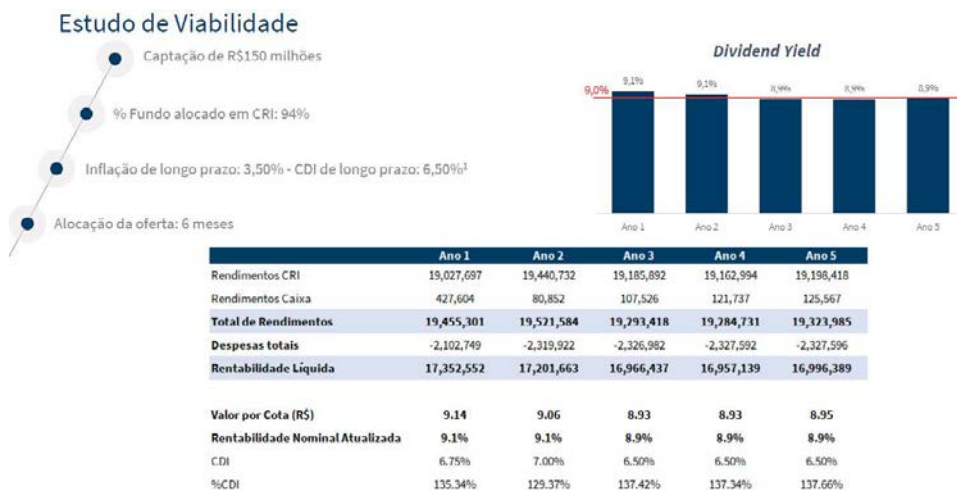 Estudo de Viabilidade
Captação de R$150 milhões
% Fundo alocado em CRI: 94%
Inflação de longo prazo: 3,50% - CDI de longo prazo: 6,50%¹
Alocação da oferta: 6 meses
Dividend Yield
9,0%
9,1% 9,1% 8,9% 8,9% 8,9%
Ano 1 Ano 2 Ano 3 Ano 4 Ano 5
Ano 1 Ano 2 Ano 3 Ano 4 Ano 5
Rendimentos CRI 19,027,697 19,440,732 19,185,892 19,162,994 19,198,418
Rendimentos Caixa 427,604 80,852 107,526 121,737 125,567
Total de Rendimentos 19,455,301 19,521,584 19,293,418 19,284,731 19,323,985
Despesas totais -2,102,749 -2,319,922 -2,326,982 -2,327,592 -2,327,596
Rentabilidade Líquida 17,352,552 17,201,663 16,966,437 16,957,139 16,996,389
Valor por Cota (R$) 9.14 9.06 8.93 8.93 8.95
Rentabilidade Nominal Atualizada 9.1% 9.1% 8.9% 8.9% 8.9%
CDI 6.75% 7.00% 6.50% 6.50% 6.50%
%CDI 135.34% 129.37% 137.42% 137.34% 137.66%